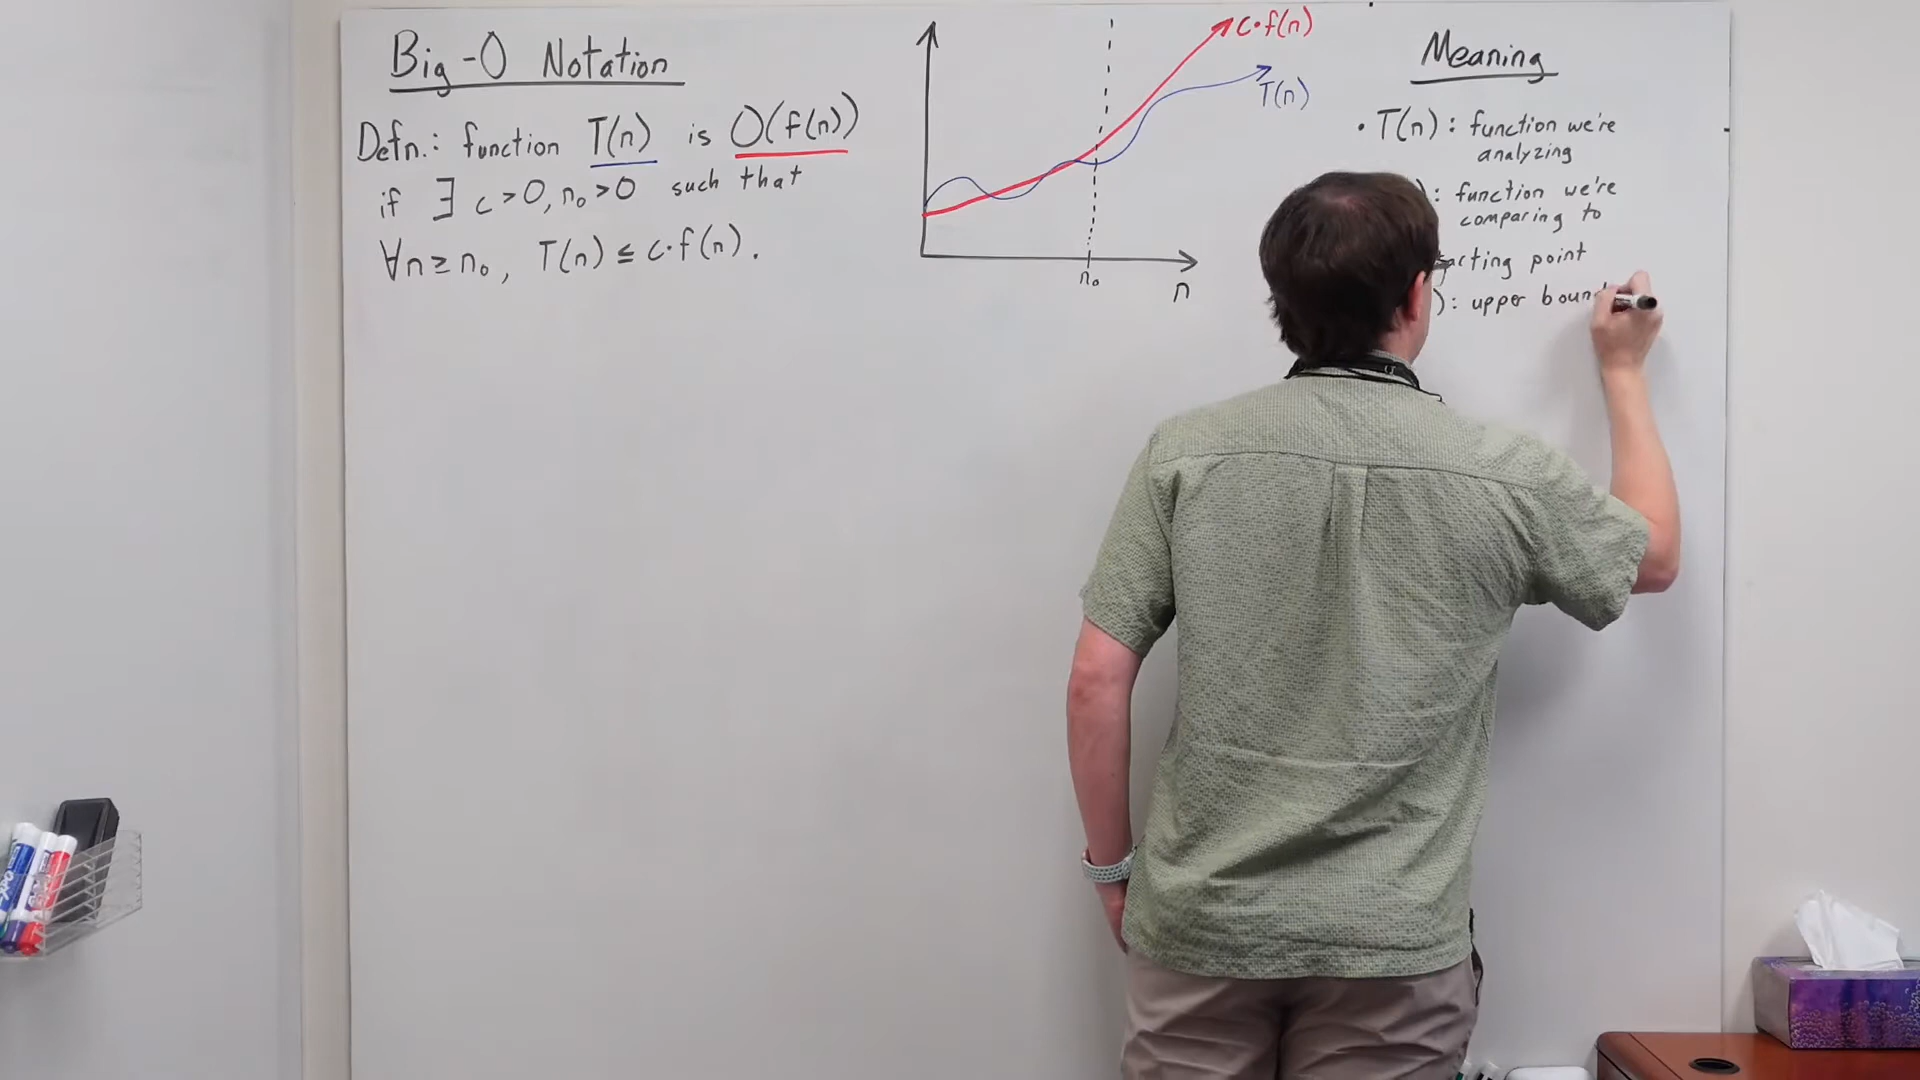 Big-O Notation
Defn.: function T(n) is O(f(n))
if ∃ c>0, n₀>0 such that
∀n≥n₀, T(n) ≤ c·f(n).
c·f(n)
T(n)
n₀
n
Meaning
• T(n): function we're
analyzing
): function we're
comparing to
starting point
): upper bound
EXPO